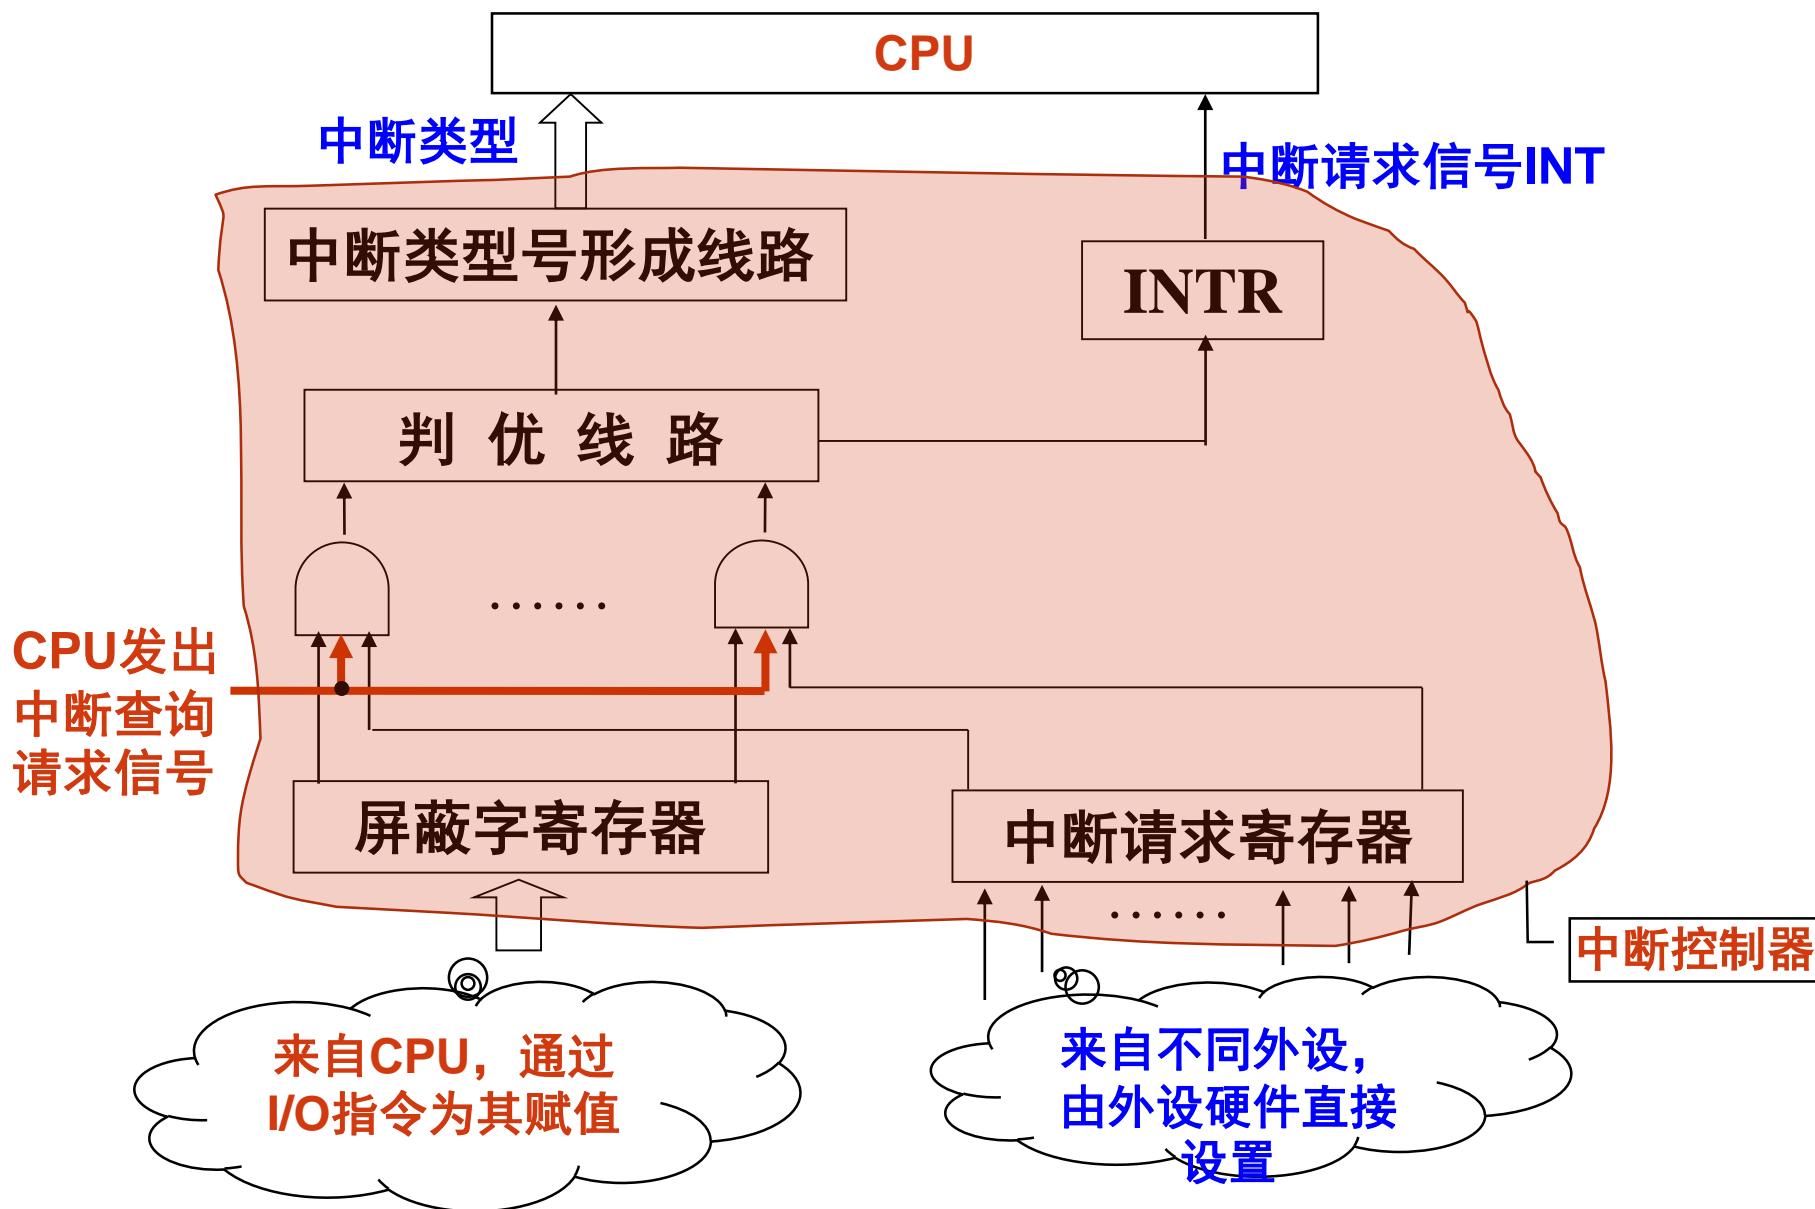 CPU
中断类型
中断请求信号INT
中断类型号形成线路
INTR
判优线路
······
CPU发出
中断查询
请求信号
屏蔽字寄存器
中断请求寄存器
······
中断控制器
来自CPU，通过
I/O指令为其赋值
来自不同外设，
由外设硬件直接
设置